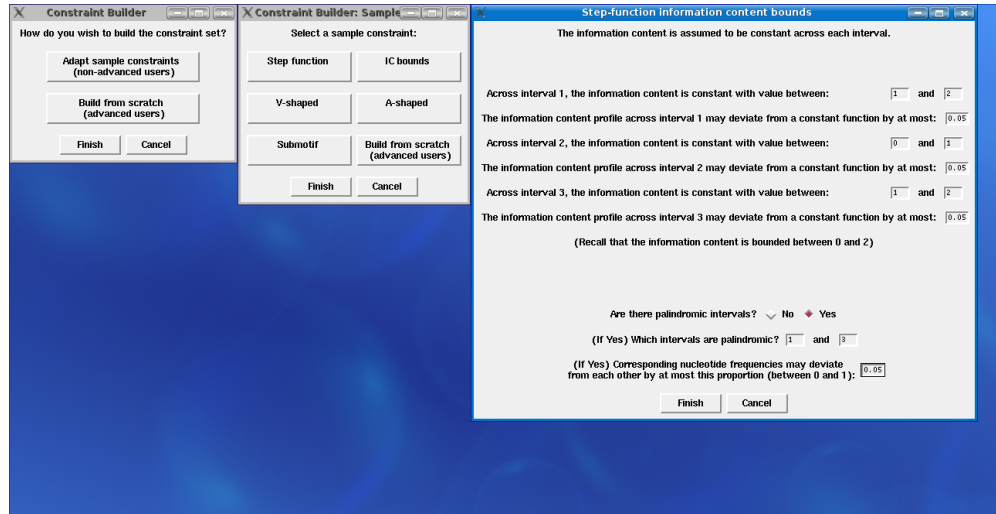 Constraint Builder
How do you wish to build the constraint set?
Adapt sample constraints
(non-advanced users)
Build from scratch
(advanced users)
Finish Cancel
Constraint Builder: Sample
Select a sample constraint:
Step function IC bounds
V-shaped A-shaped
Submotif Build from scratch
(advanced users)
Finish Cancel
Step-function information content bounds
The information content is assumed to be constant across each interval.
Across interval 1, the information content is constant with value between: 1 and 2
The information content profile across interval 1 may deviate from a constant function by at most: 0.05
Across interval 2, the information content is constant with value between: 0 and 1
The information content profile across interval 2 may deviate from a constant function by at most: 0.05
Across interval 3, the information content is constant with value between: 1 and 2
The information content profile across interval 3 may deviate from a constant function by at most: 0.05
(Recall that the information content is bounded between 0 and 2)
Are there palindromic intervals? No Yes
(If Yes) Which intervals are palindromic? 1 and 3
(If Yes) Corresponding nucleotide frequencies may deviate
from each other by at most this proportion (between 0 and 1): 0.05
Finish Cancel